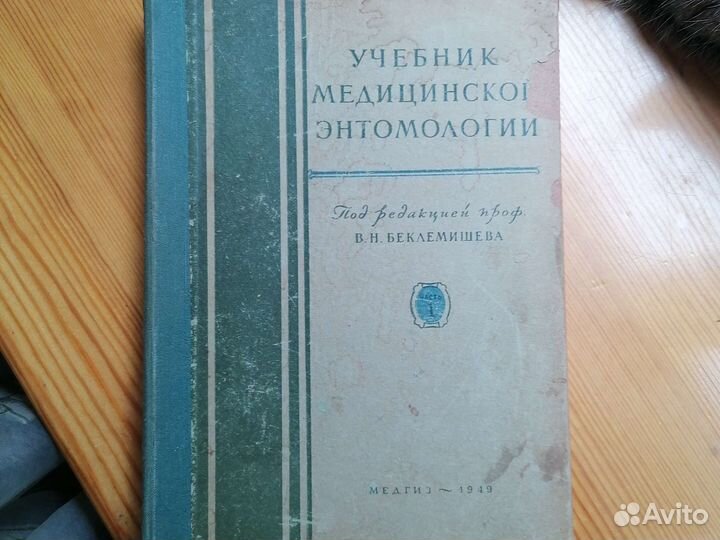 УЧЕБНИК
МЕДИЦИНСКОЙ
ЭНТОМОЛОГИИ
Под редакцией проф.
В. Н. БЕКЛЕМИШЕВА
ЧАСТЬ
1
МЕДГИЗ ~ 1949
Avito